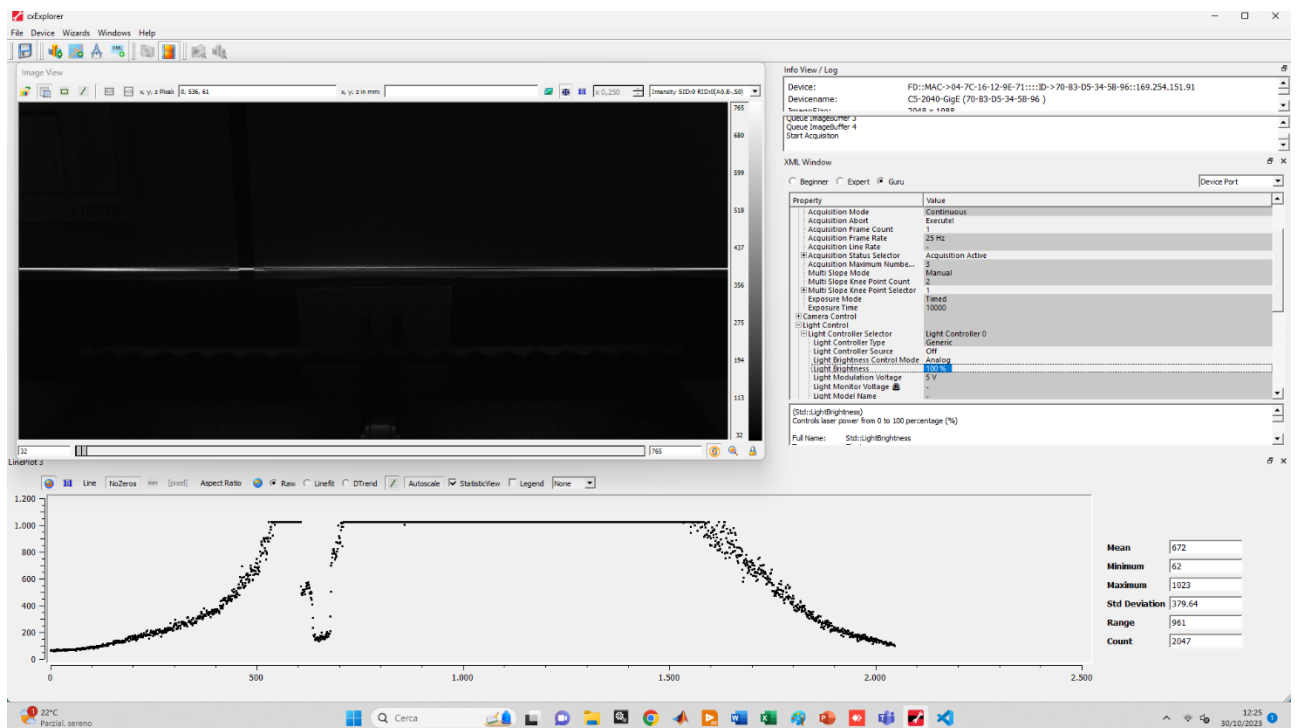 cxExplorer
File Device Wizards Windows Help
Image View
x, y, z Pixel: 0, 536, 61 x, y, z in mm: x 0,250 Intensity SID:0 RID:0(A0,E-,S0)
765
680
599
518
437
356
275
194
113
32
32 765
Info View / Log
Device: FD::MAC->04-7C-16-12-9E-71::::ID->70-B3-D5-34-5B-96::169.254.151.91
Devicename: C5-2040-GigE (70-B3-D5-34-5B-96 )
ImageSize: 2048 x 1088
Queue ImageBuffer 3
Queue ImageBuffer 4
Start Acquisition
XML Window
Beginner Expert Guru Device Port
Property Value
Acquisition Mode Continuous
Acquisition Abort Execute!
Acquisition Frame Count 1
Acquisition Frame Rate 25 Hz
Acquisition Line Rate -
Acquisition Status Selector Acquisition Active
Acquisition Maximum Numbe... 3
Multi Slope Mode Manual
Multi Slope Knee Point Count 2
Multi Slope Knee Point Selector 1
Exposure Mode Timed
Exposure Time 10000
Camera Control
Light Control
Light Controller Selector Light Controller 0
Light Controller Type Generic
Light Controller Source Off
Light Brightness Control Mode Analog
Light Brightness 100 %
Light Modulation Voltage 5 V
Light Monitor Voltage -
Light Model Name -
(Std::LightBrightness)
Controls laser power from 0 to 100 percentage (%)
Full Name: Std::LightBrightness
LinePlot 3
Line NoZeros mm [pixel] Aspect Ratio Raw Linefit DTrend Autoscale StatisticView Legend None
1.200
1.000
800
600
400
200
0
0 500 1.000 1.500 2.000 2.500
Mean 672
Minimum 62
Maximum 1023
Std Deviation 379.64
Range 961
Count 2047
22°C
Parzial. sereno
Cerca
12:25
30/10/2023